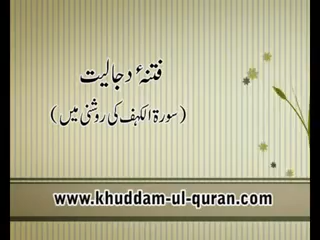 فتنۂ دجالیت
(سورۃ الکہف کی روشنی میں)
www.khuddam-ul-quran.com